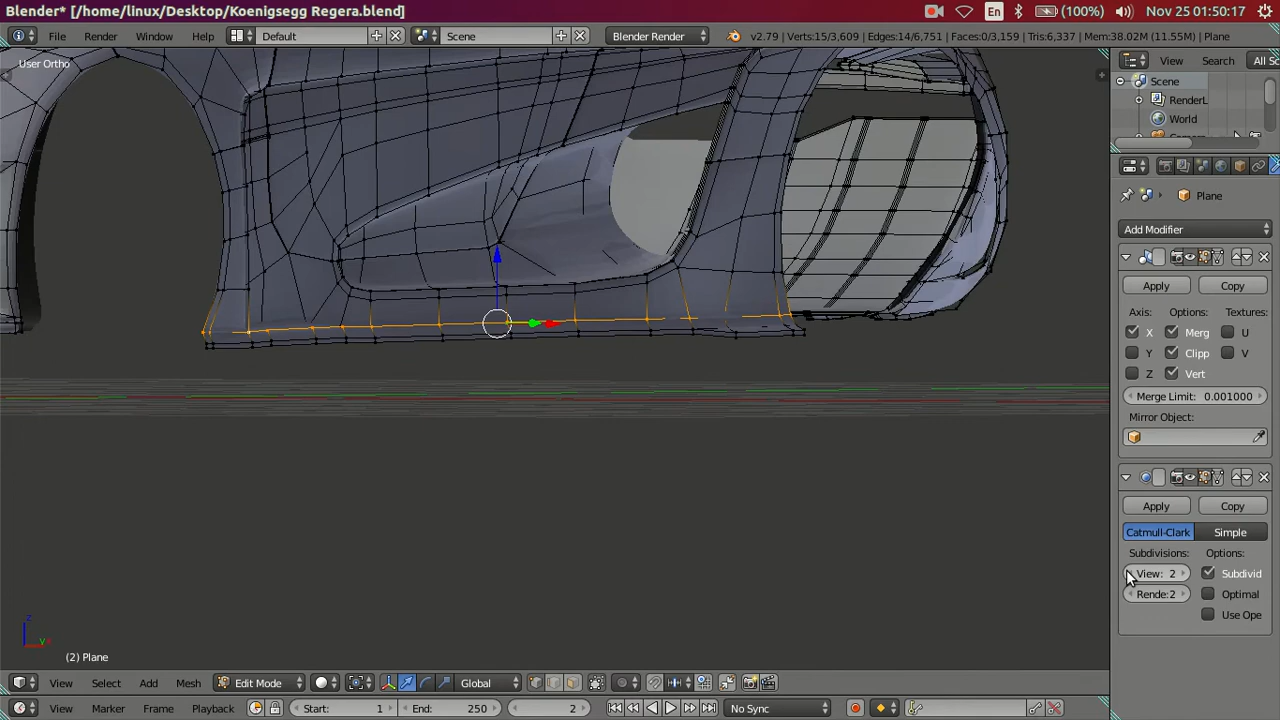 Blender* [/home/linux/Desktop/Koenigsegg Regera.blend]
En (100%) Nov 25 01:50:17
File Render Window Help Default Scene Blender Render v2.79 | Verts:15/3,609 | Edges:14/6,751 | Faces:0/3,159 | Tris:6,337 | Mem:38.02M (11.55M) | Plane
User Ortho
View Search All Sc
Scene
RenderL
World
Plane
Add Modifier
Apply Copy
Axis: Options: Textures:
X Merg U
Y Clipp V
Z Vert
Merge Limit: 0.001000
Mirror Object:
Apply Copy
Catmull-Clark Simple
Subdivisions: Options:
View: 2 Subdivid
Rende:2 Optimal
Use Ope
z
y
(2) Plane
View Select Add Mesh Edit Mode Global
View Marker Frame Playback Start: 1 End: 250 2 No Sync